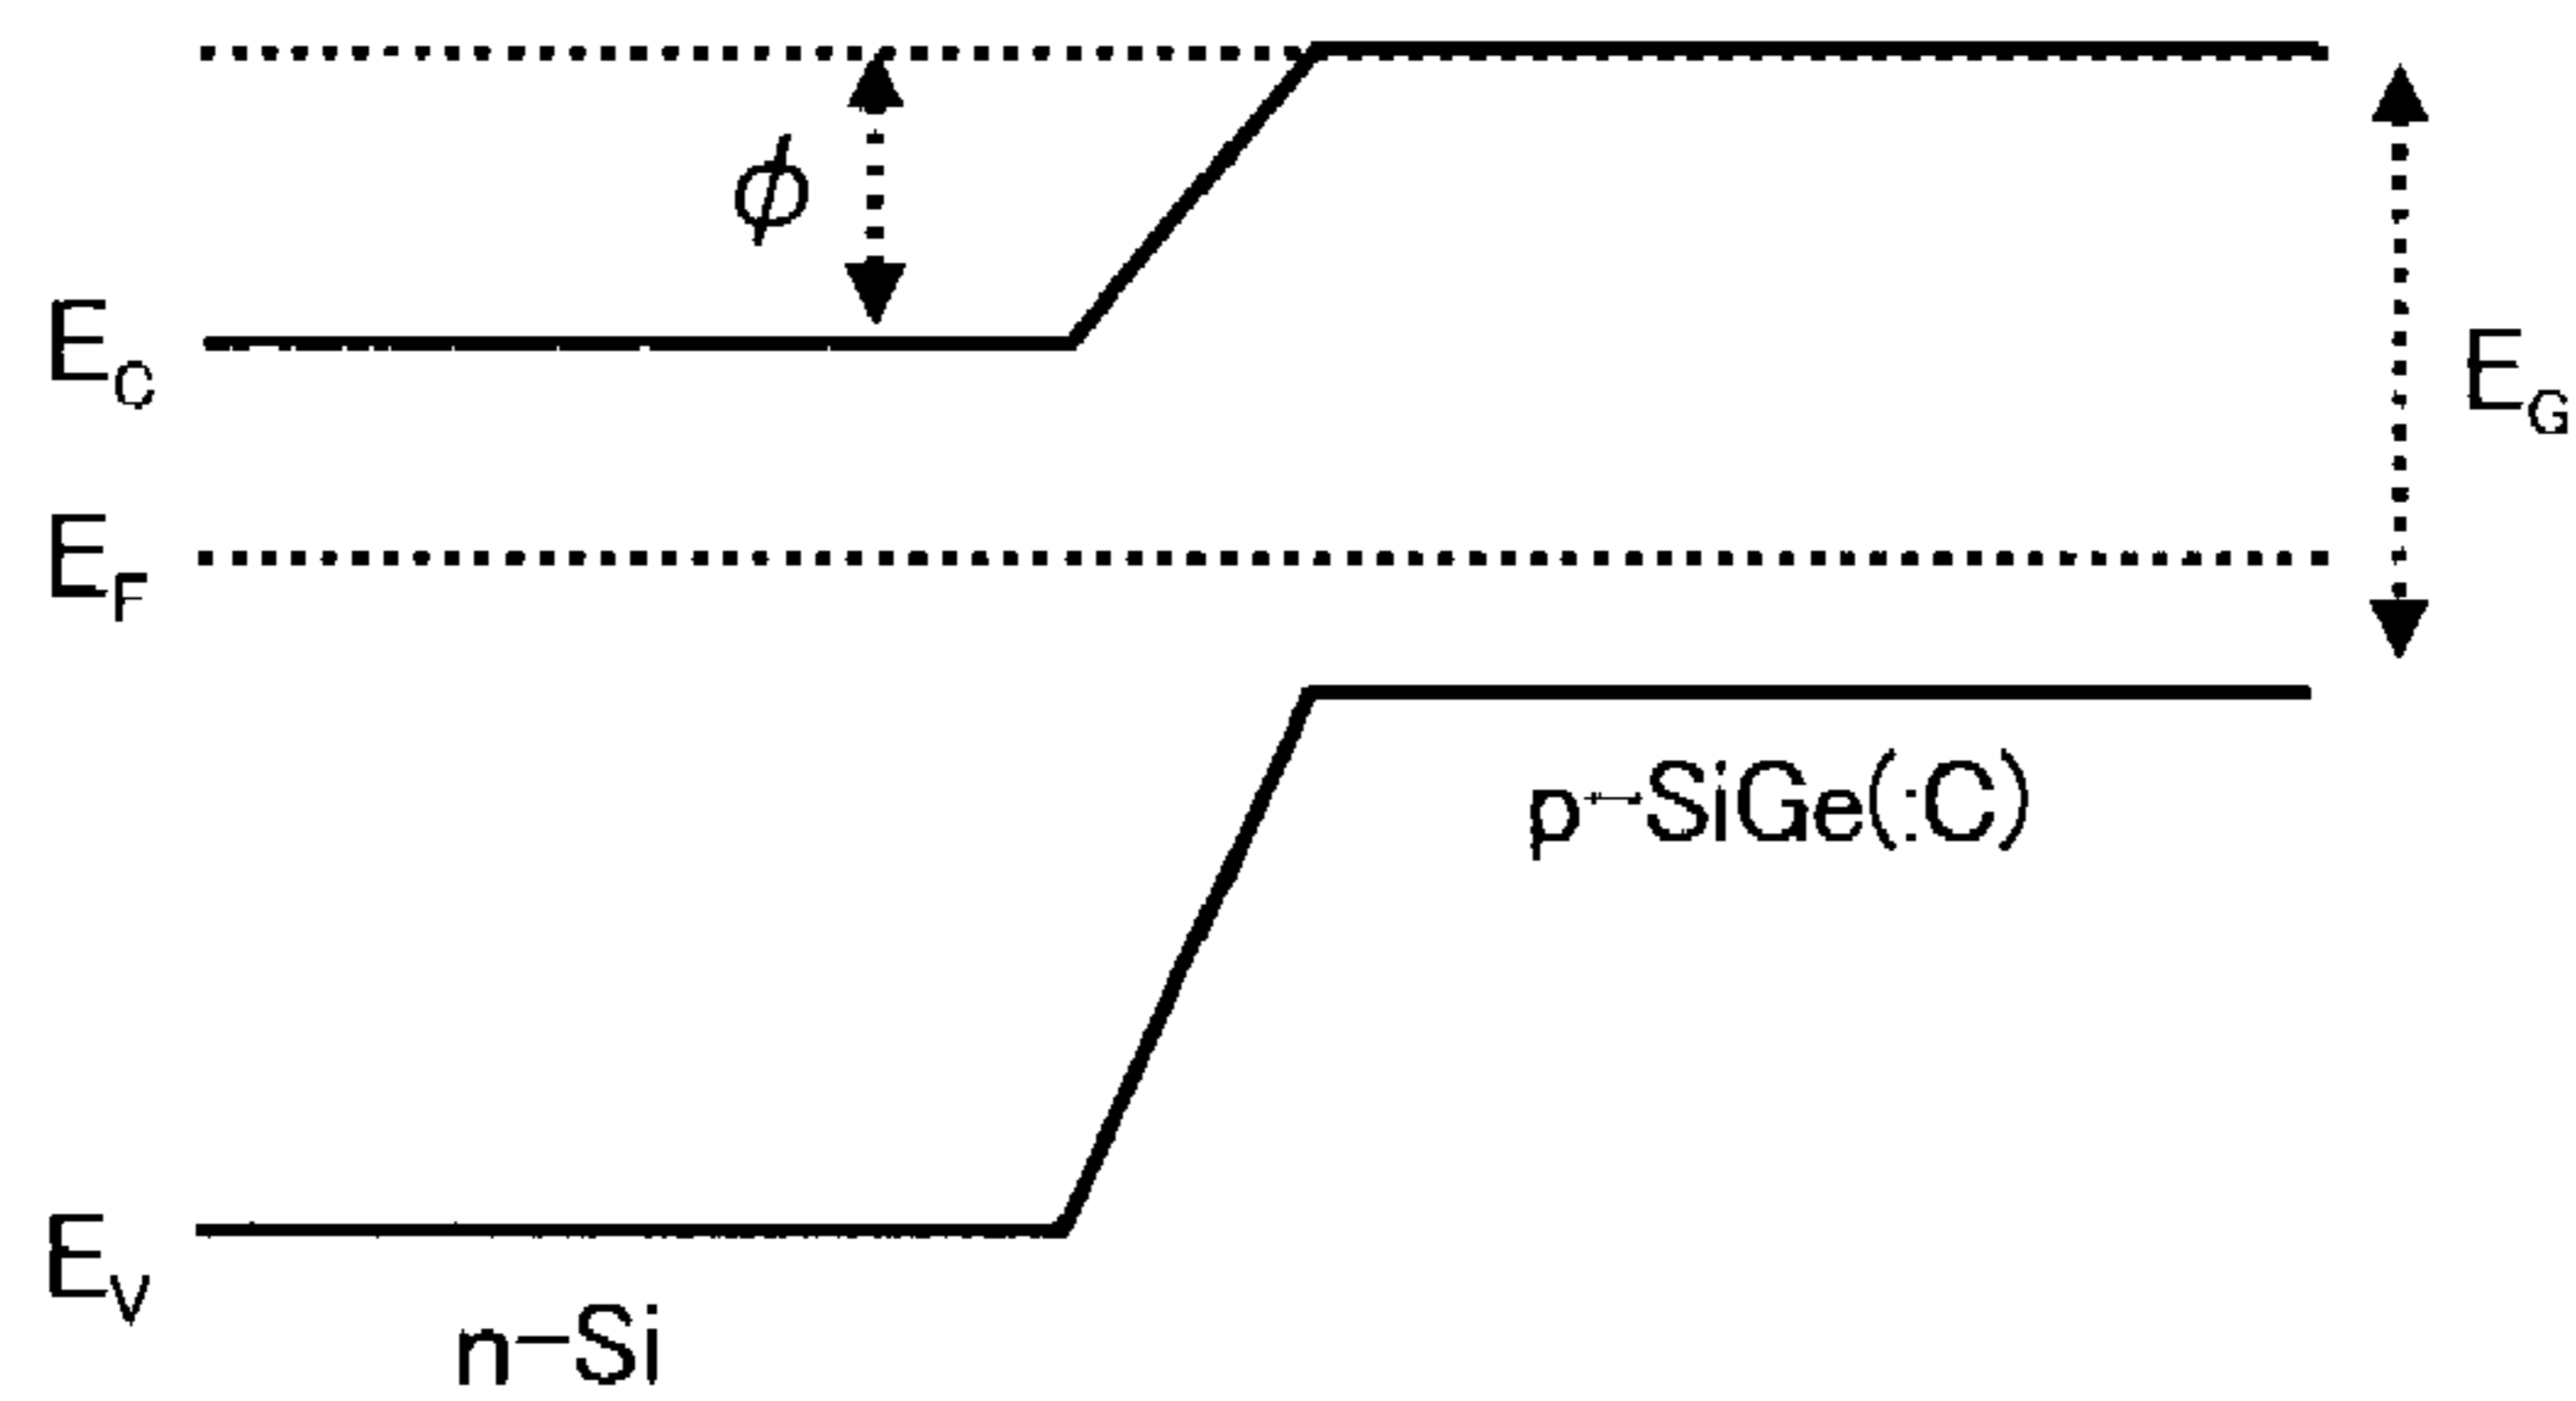 ϕ
E_C
E_G
E_F
p-SiGe(:C)
E_V
n-Si